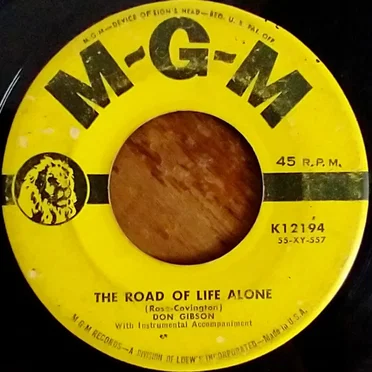 M-G-M—DEVICE OF LION & HEAD—REG. U. S. PAT. OFF.
M-G-M
45 R.P.M.
K12194
55-XY-557
THE ROAD OF LIFE ALONE
(Ross-Covington)
DON GIBSON
With Instrumental Accompaniment
M G M RECORDS—A DIVISION OF LOEW'S INCORPORATED—MADE IN U.S.A.